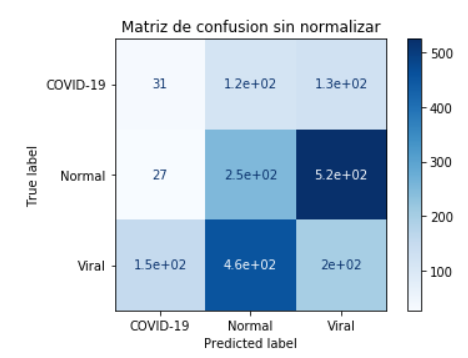 Matriz de confusion sin normalizar
COVID-19 31 1.2e+02 1.3e+02
Normal 27 2.5e+02 5.2e+02
Viral 1.5e+02 4.6e+02 2e+02
COVID-19 Normal Viral
Predicted label
True label
500
400
300
200
100